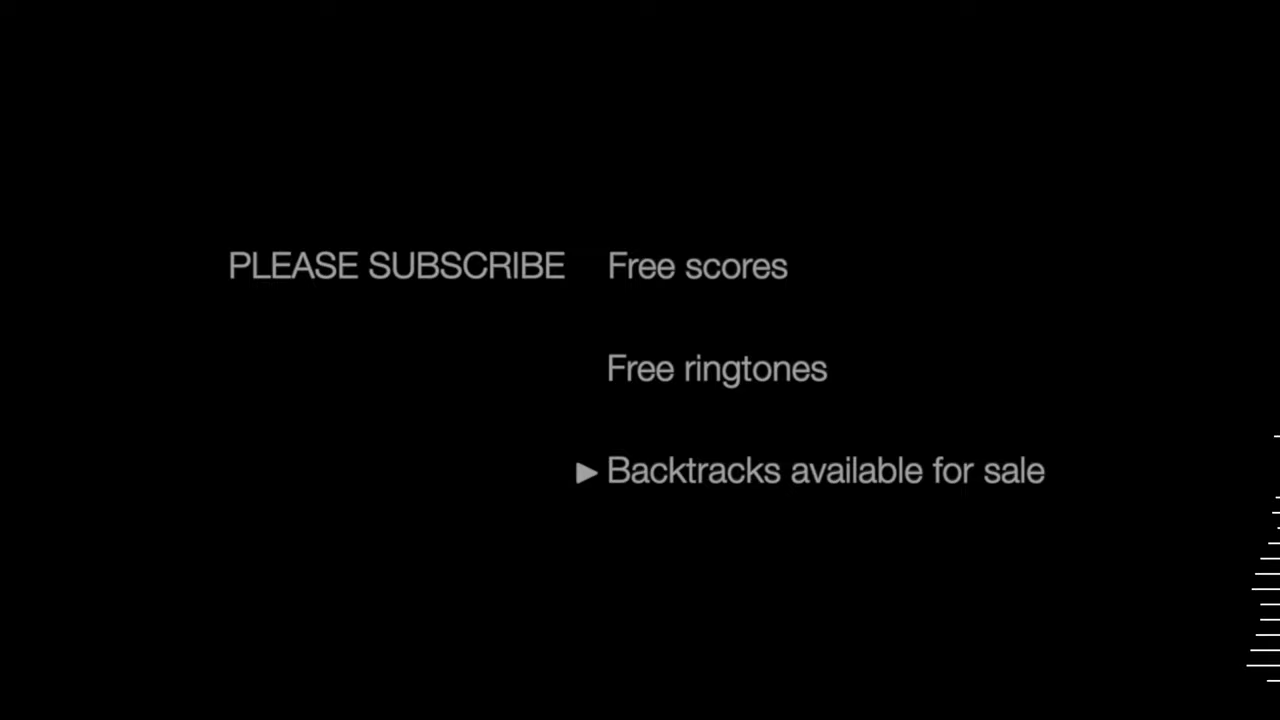 PLEASE SUBSCRIBE Free scores
Free ringtones
▶ Backtracks available for sale